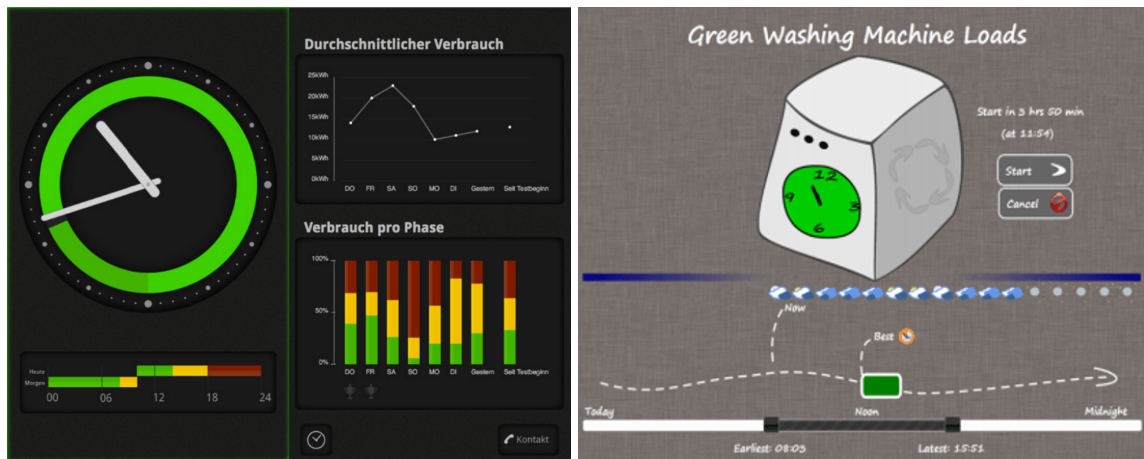 Durchschnittlicher Verbrauch
25kWh
20kWh
15kWh
10kWh
5kWh
0kWh
DO FR SA SO MO DI Gestern Seit Testbeginn
Verbrauch pro Phase
100%
50%
0%
DO FR SA SO MO DI Gestern Seit Testbeginn
Heute
Morgen
00 06 12 18 24
Kontakt
Green Washing Machine Loads
Start in 3 hrs 50 min
(at 11:54)
Start
Cancel
12
9 3
6
Now
Best
Today Noon Midnight
Earliest: 08:03 Latest: 15:51